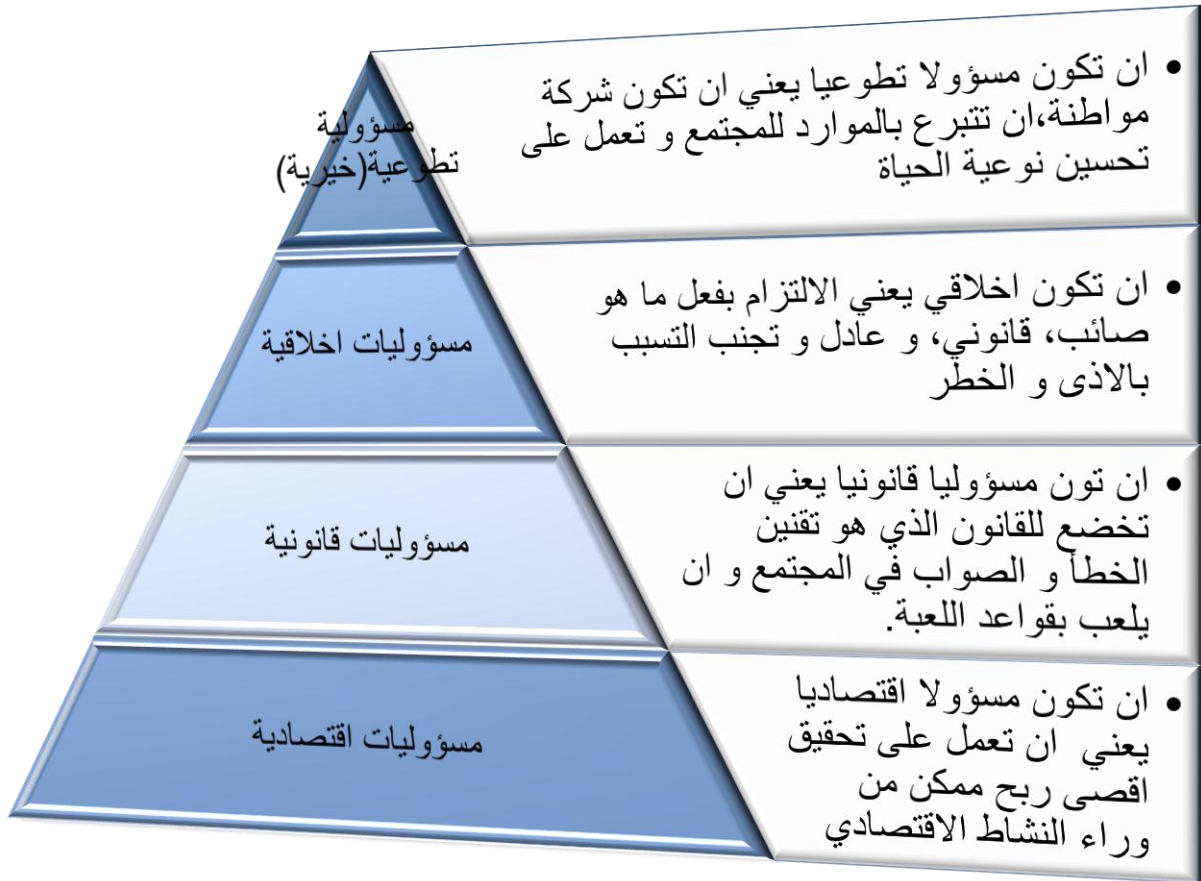 مسؤولية
تطوعية(خيرية)
• ان تكون مسؤولا تطوعيا يعني ان تكون شركة
مواطنة،ان تتبرع بالموارد للمجتمع و تعمل على
تحسين نوعية الحياة
مسؤوليات اخلاقية
• ان تكون اخلاقي يعني الالتزام بفعل ما هو
صائب، قانوني، و عادل و تجنب التسبب
بالاذى و الخطر
مسؤوليات قانونية
• ان تون مسؤوليا قانونيا يعني ان
تخضع للقانون الذي هو تقنين
الخطأ و الصواب في المجتمع و ان
يلعب بقواعد اللعبة.
مسؤوليات اقتصادية
• ان تكون مسؤولا اقتصاديا
يعني ان تعمل على تحقيق
اقصى ربح ممكن من
وراء النشاط الاقتصادي